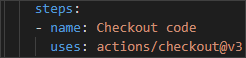 steps:
- name: Checkout code
uses: actions/checkout@v3